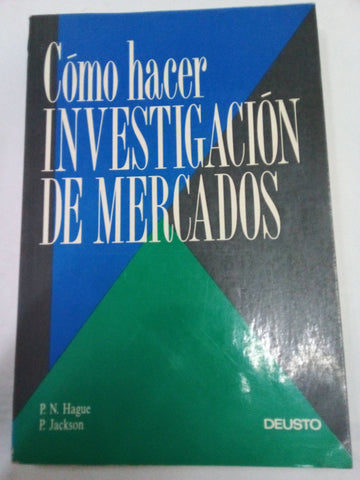 Cómo hacer
INVESTIGACIÓN
DE MERCADOS
P. N. Hague
P. Jackson
DEUSTO